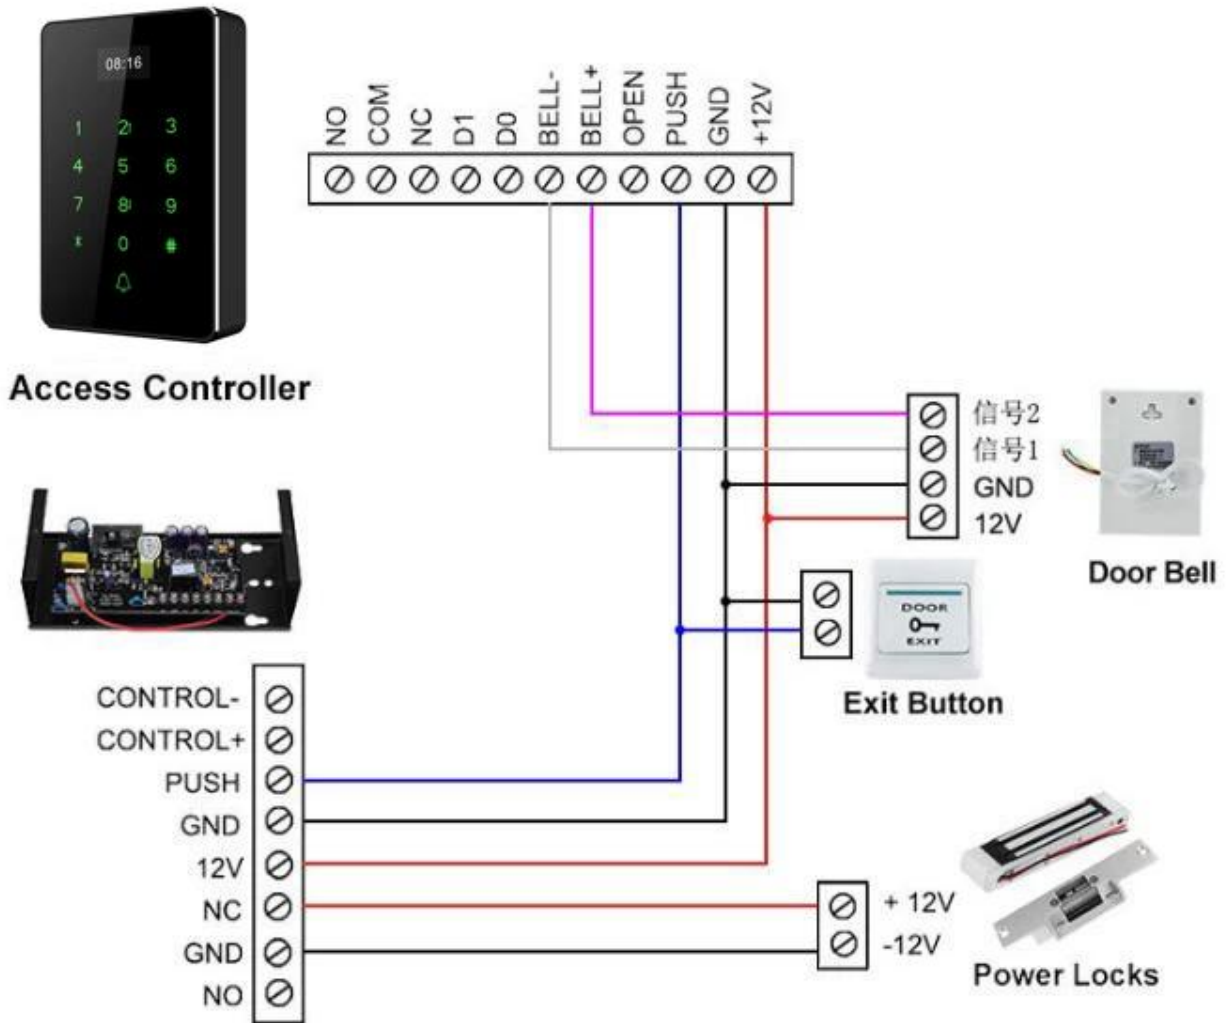 08:16
1 2 3
4 5 6
7 8 9
* 0 #
Access Controller
NO COM NC D1 D0 BELL- BELL+ OPEN PUSH GND +12V
信号2
信号1
GND
12V
Door Bell
DOOR
EXIT
Exit Button
CONTROL-
CONTROL+
PUSH
GND
12V
NC
GND
NO
+ 12V
-12V
Power Locks